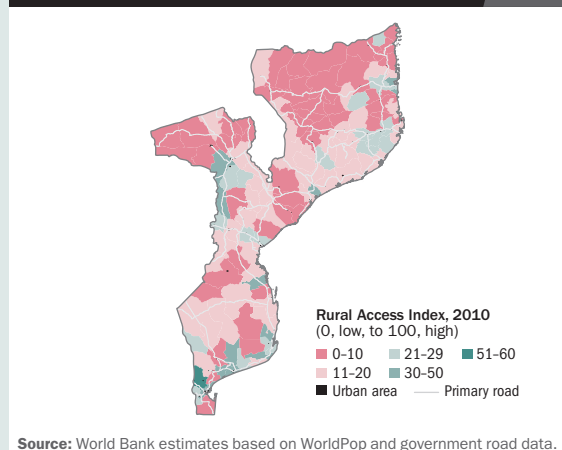 Rural Access Index, 2010
(0, low, to 100, high)
0–10 21–29 51–60
11–20 30–50
Urban area Primary road
Source: World Bank estimates based on WorldPop and government road data.